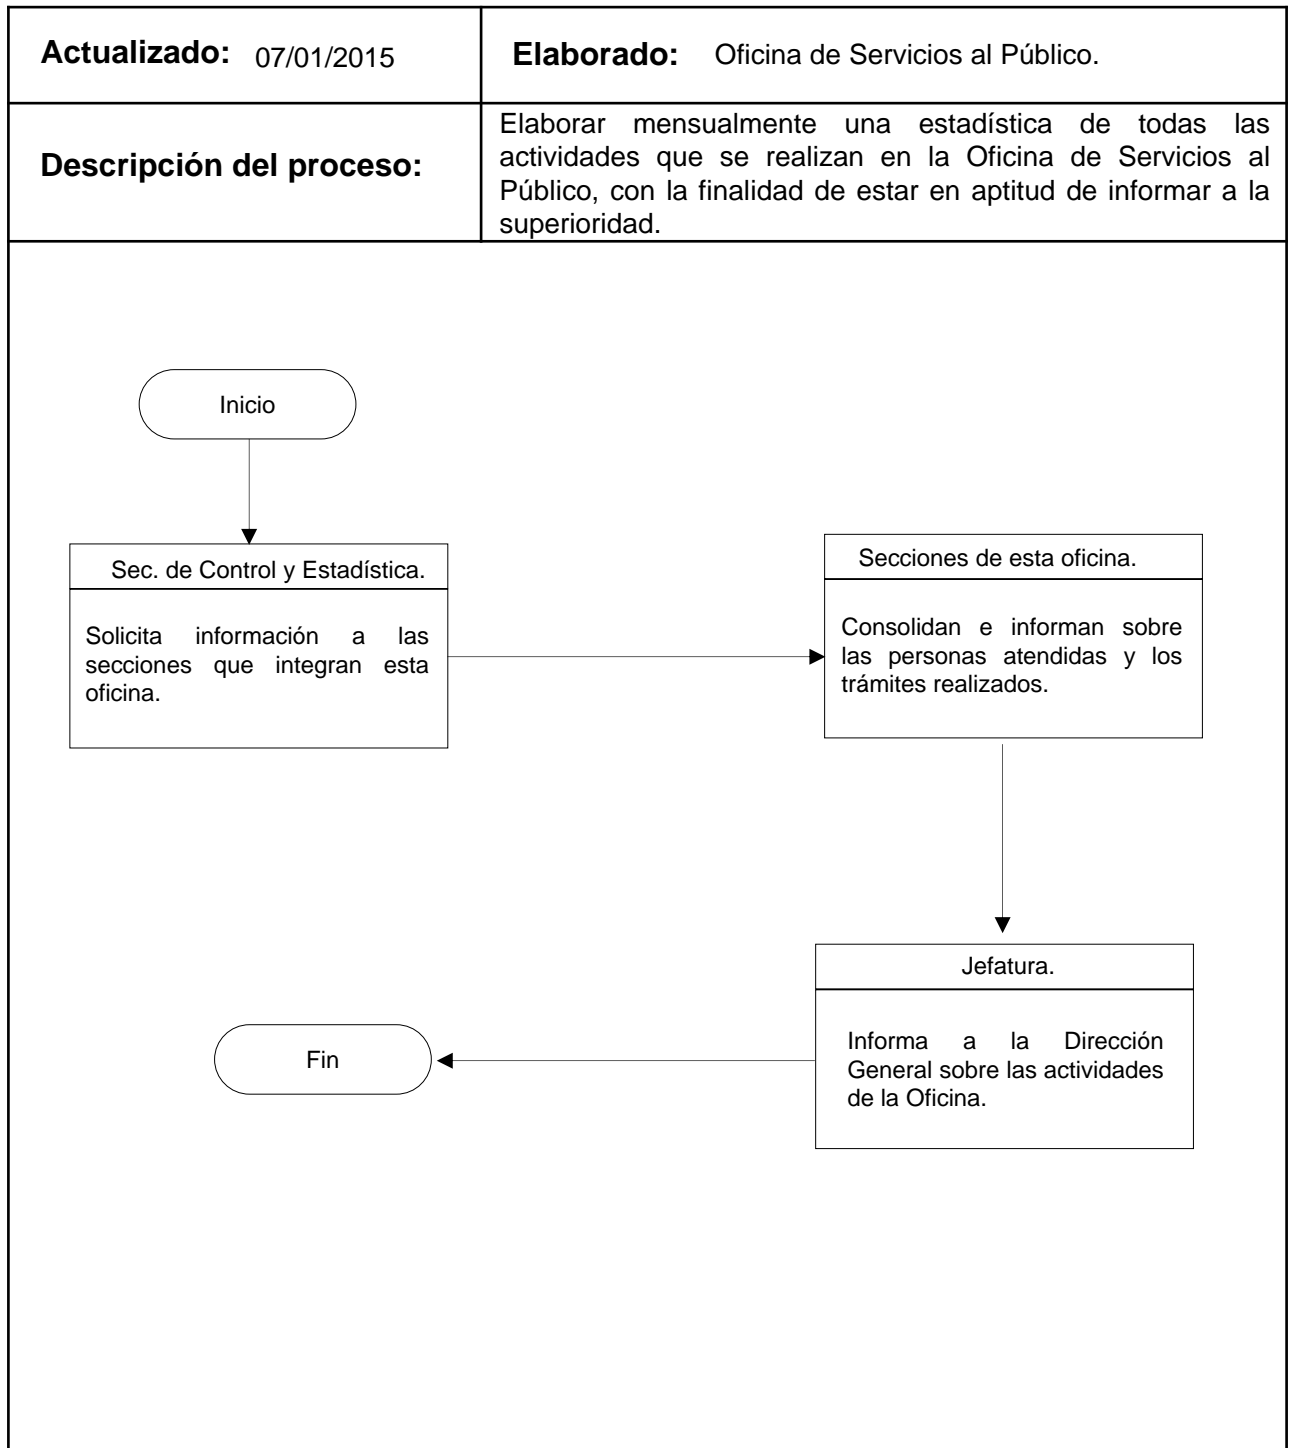 Actualizado: 07/01/2015
Elaborado: Oficina de Servicios al Público.
Descripción del proceso:
Elaborar mensualmente una estadística de todas las
actividades que se realizan en la Oficina de Servicios al
Público, con la finalidad de estar en aptitud de informar a la
superioridad.
Inicio
Sec. de Control y Estadística.
Solicita información a las
secciones que integran esta
oficina.
Secciones de esta oficina.
Consolidan e informan sobre
las personas atendidas y los
trámites realizados.
Jefatura.
Informa a la Dirección
General sobre las actividades
de la Oficina.
Fin